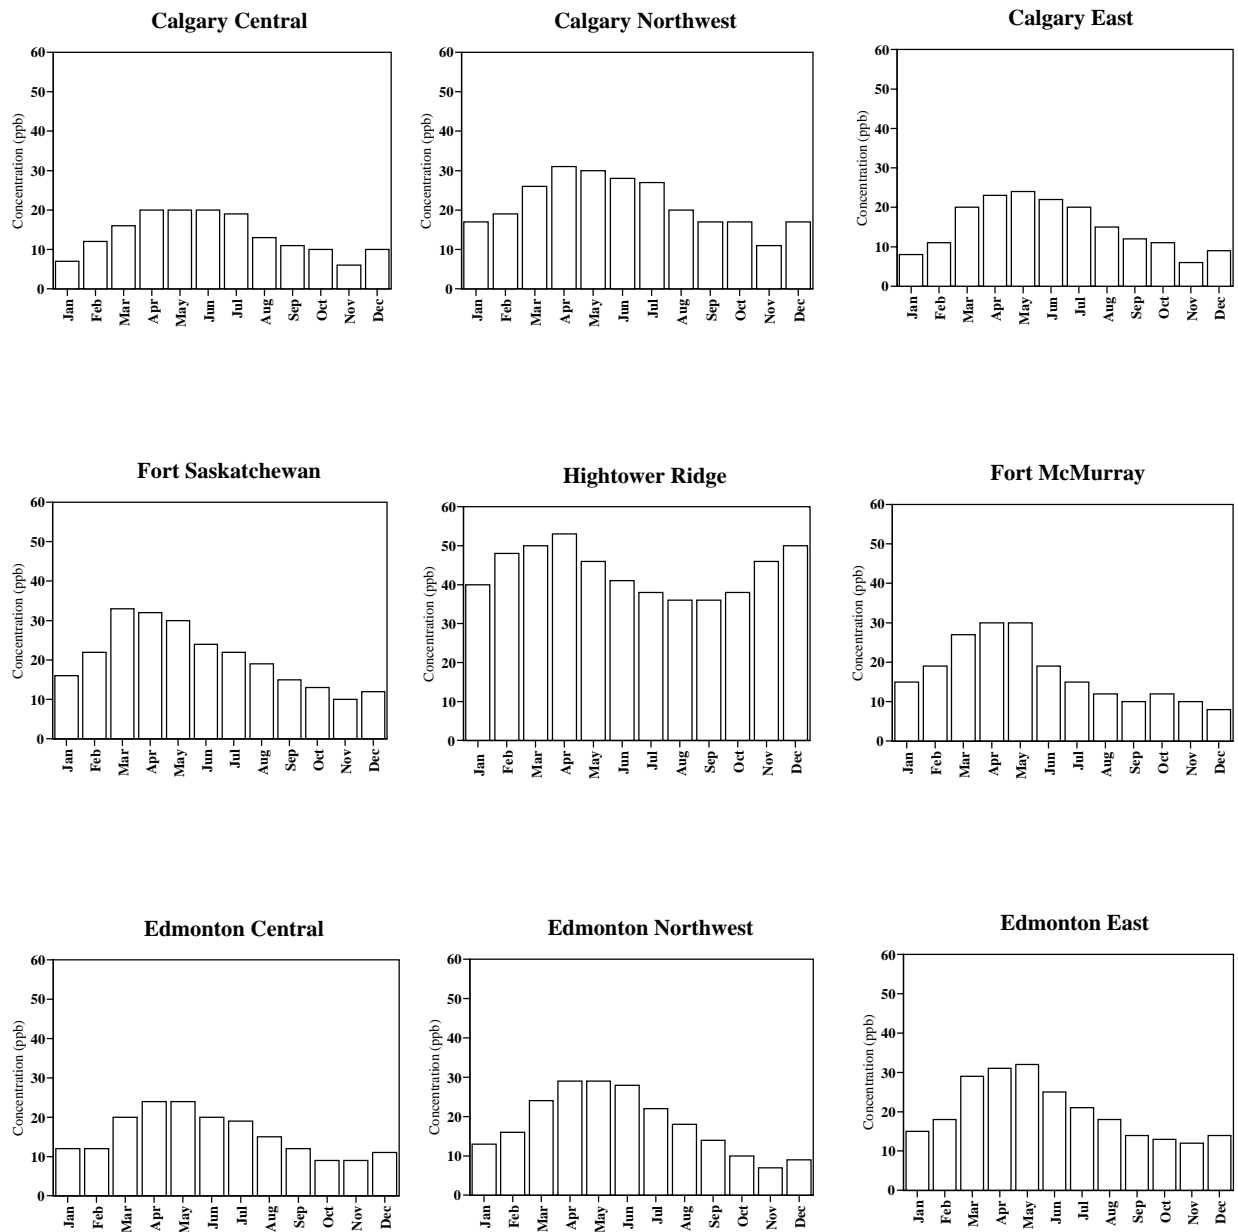 Calgary Central
Concentration (ppb)
60
50
40
30
20
10
0
Jan Feb Mar Apr May Jun Jul Aug Sep Oct Nov Dec
Calgary Northwest
Concentration (ppb)
60
50
40
30
20
10
0
Jan Feb Mar Apr May Jun Jul Aug Sep Oct Nov Dec
Calgary East
Concentration (ppb)
60
50
40
30
20
10
0
Jan Feb Mar Apr May Jun Jul Aug Sep Oct Nov Dec
Fort Saskatchewan
Concentration (ppb)
60
50
40
30
20
10
0
Jan Feb Mar Apr May Jun Jul Aug Sep Oct Nov Dec
Hightower Ridge
Concentration (ppb)
60
50
40
30
20
10
0
Jan Feb Mar Apr May Jun Jul Aug Sep Oct Nov Dec
Fort McMurray
Concentration (ppb)
60
50
40
30
20
10
0
Jan Feb Mar Apr May Jun Jul Aug Sep Oct Nov Dec
Edmonton Central
Concentration (ppb)
60
50
40
30
20
10
0
Jan Feb Mar Apr May Jun Jul Aug Sep Oct Nov Dec
Edmonton Northwest
Concentration (ppb)
60
50
40
30
20
10
0
Jan Feb Mar Apr May Jun Jul Aug Sep Oct Nov Dec
Edmonton East
Concentration (ppb)
60
50
40
30
20
10
0
Jan Feb Mar Apr May Jun Jul Aug Sep Oct Nov Dec